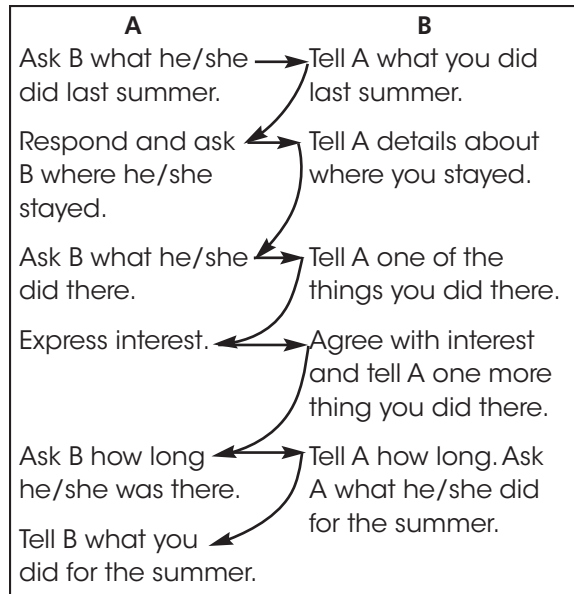 A
B
Ask B what he/she
did last summer.
Tell A what you did
last summer.
Respond and ask
B where he/she
stayed.
Tell A details about
where you stayed.
Ask B what he/she
did there.
Tell A one of the
things you did there.
Express interest.
Agree with interest
and tell A one more
thing you did there.
Ask B how long
he/she was there.
Tell A how long. Ask
A what he/she did
for the summer.
Tell B what you
did for the summer.